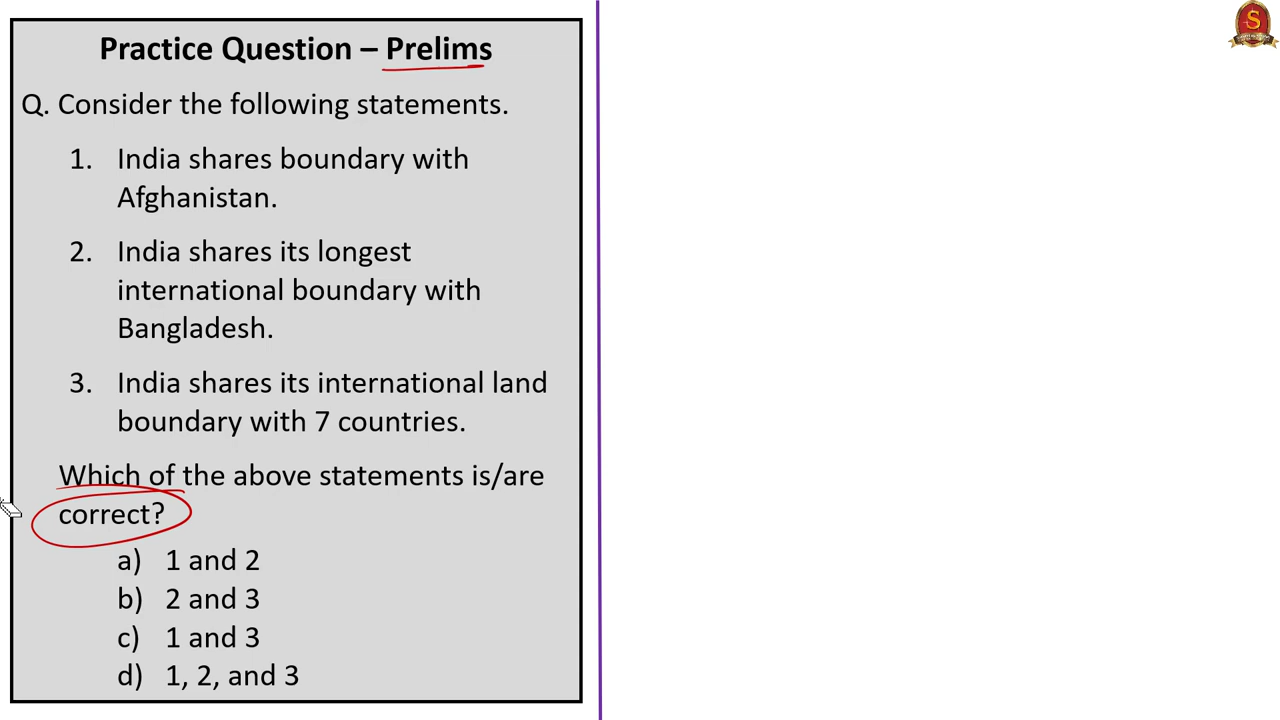 Practice Question – Prelims
Q. Consider the following statements.
1. India shares boundary with
Afghanistan.
2. India shares its longest
international boundary with
Bangladesh.
3. India shares its international land
boundary with 7 countries.
Which of the above statements is/are
correct?
a) 1 and 2
b) 2 and 3
c) 1 and 3
d) 1, 2, and 3
S